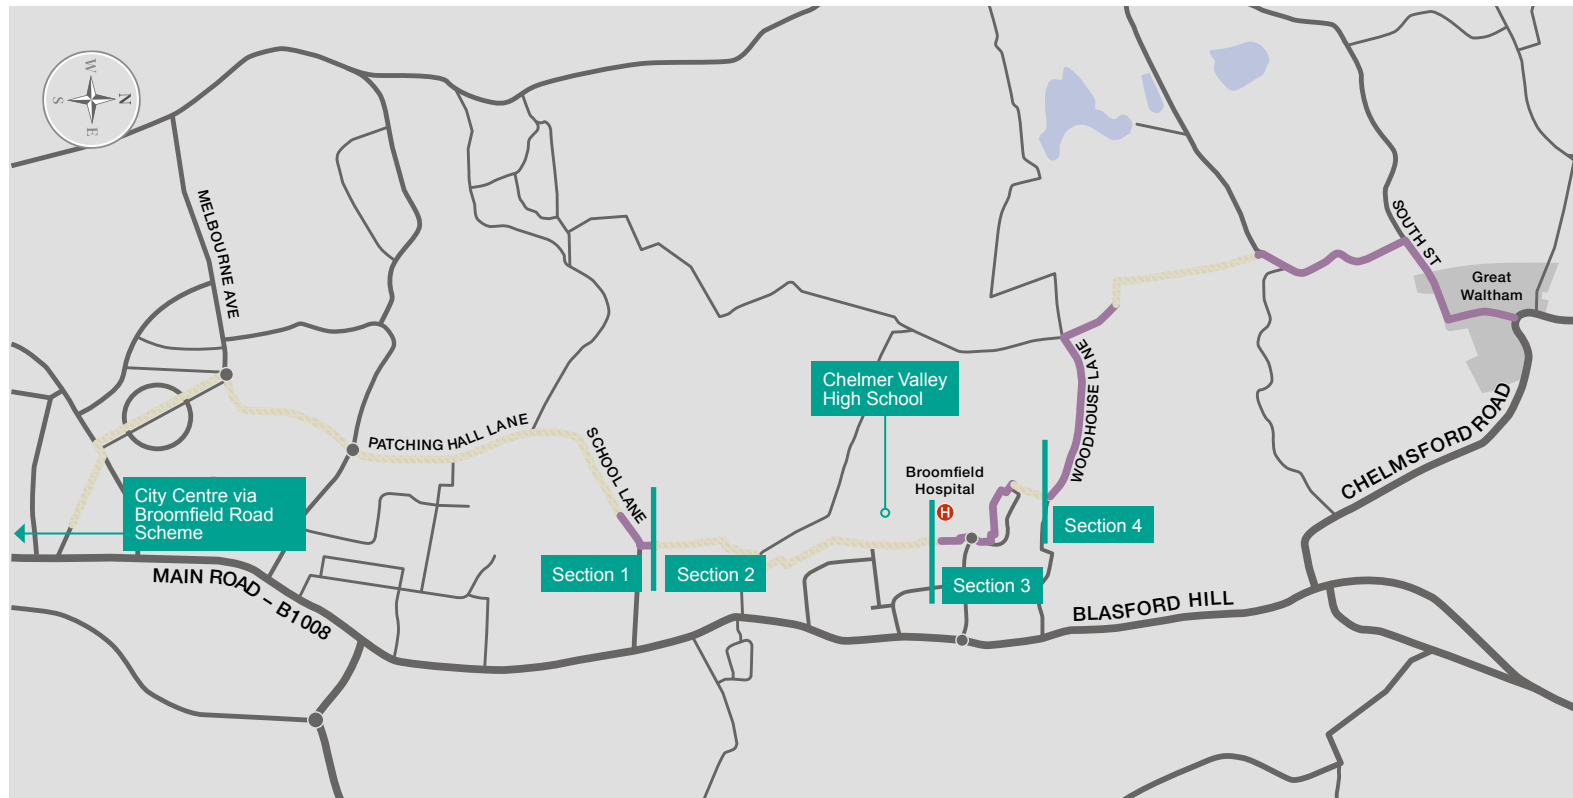 W
N
S
E
MELBOURNE AVE
SOUTH ST
Great
Waltham
WOODHOUSE LANE
Chelmer Valley
High School
PATCHING HALL LANE
SCHOOL LANE
CHELMSFORD ROAD
Broomfield
Hospital
H
City Centre via
Broomfield Road
Scheme
Section 4
Section 1
Section 2
Section 3
MAIN ROAD – B1008
BLASFORD HILL